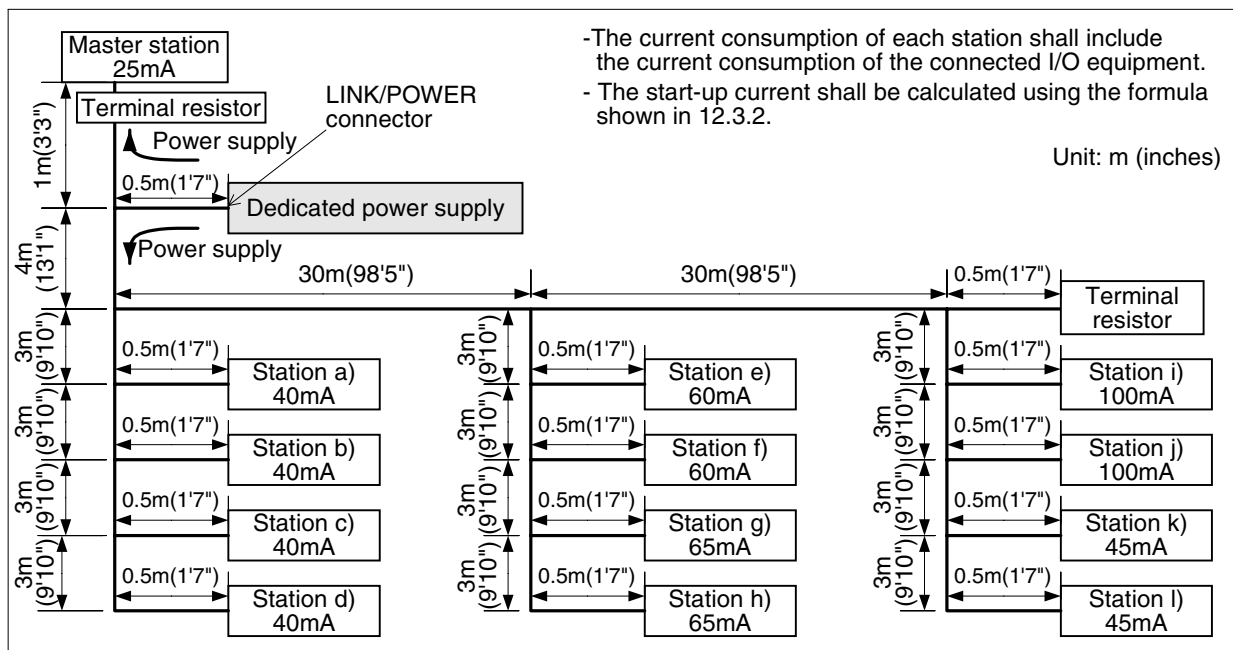 Master station
25mA
-The current consumption of each station shall include
the current consumption of the connected I/O equipment.
- The start-up current shall be calculated using the formula
shown in 12.3.2.
Unit: m (inches)
Terminal resistor
LINK/POWER
connector
Power supply
1m(3'3")
0.5m(1'7")
Dedicated power supply
Power supply
4m
(13'1")
30m(98'5")
30m(98'5")
0.5m(1'7")
Terminal
resistor
3m
(9'10")
0.5m(1'7")
Station a)
40mA
3m
(9'10")
0.5m(1'7")
Station e)
60mA
3m
(9'10")
0.5m(1'7")
Station i)
100mA
3m
(9'10")
0.5m(1'7")
Station b)
40mA
3m
(9'10")
0.5m(1'7")
Station f)
60mA
3m
(9'10")
0.5m(1'7")
Station j)
100mA
3m
(9'10")
0.5m(1'7")
Station c)
40mA
3m
(9'10")
0.5m(1'7")
Station g)
65mA
3m
(9'10")
0.5m(1'7")
Station k)
45mA
3m
(9'10")
0.5m(1'7")
Station d)
40mA
3m
(9'10")
0.5m(1'7")
Station h)
65mA
3m
(9'10")
0.5m(1'7")
Station l)
45mA